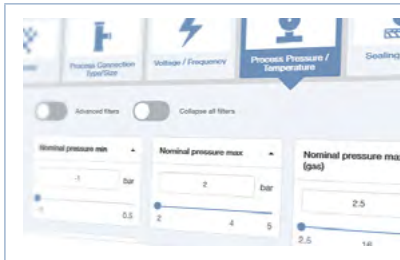 Process Connection
Type/Size
Voltage / Frequency
Process Pressure /
Temperature
Sealing
Advanced filters
Collapse all filters
Nominal pressure min
-1
bar
-1
0.5
Nominal pressure max
2
bar
2
4
5
Nominal pressure max
(gas)
2.5
2.5
16